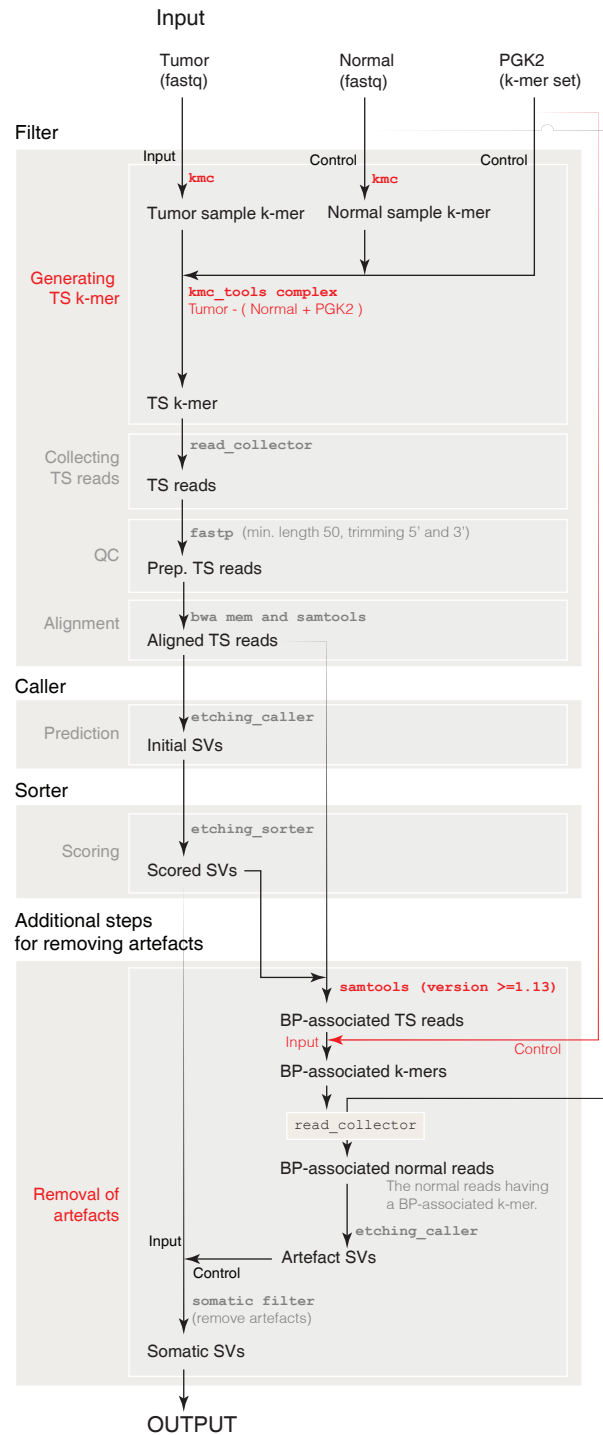 Input
Tumor
(fastq)
Normal
(fastq)
PGK2
(k-mer set)
Filter
Input
Control
Control
kmc
kmc
Tumor sample k-mer
Normal sample k-mer
Generating
TS k-mer
kmc_tools complex
Tumor - ( Normal + PGK2 )
TS k-mer
Collecting
TS reads
read_collector
TS reads
QC
fastp (min. length 50, trimming 5' and 3')
Prep. TS reads
Alignment
bwa mem and samtools
Aligned TS reads
Caller
Prediction
etching_caller
Initial SVs
Sorter
Scoring
etching_sorter
Scored SVs
Additional steps
for removing artefacts
samtools (version >=1.13)
BP-associated TS reads
Input
Control
BP-associated k-mers
read_collector
BP-associated normal reads
The normal reads having
a BP-associated k-mer.
Removal of
artefacts
etching_caller
Input
Artefact SVs
Control
somatic filter
(remove artefacts)
Somatic SVs
OUTPUT